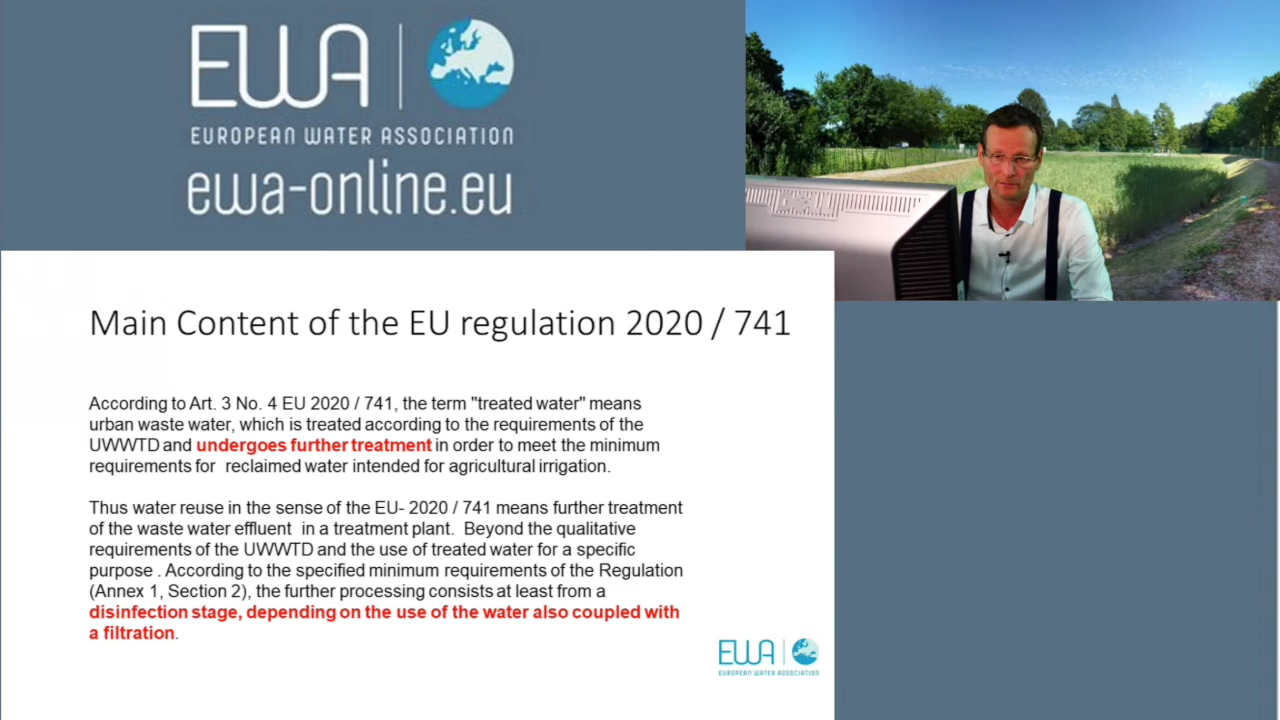 EWA
EUROPEAN WATER ASSOCIATION
ewa-online.eu
Main Content of the EU regulation 2020 / 741
According to Art. 3 No. 4 EU 2020 / 741, the term "treated water" means
urban waste water, which is treated according to the requirements of the
UWWTD and undergoes further treatment in order to meet the minimum
requirements for reclaimed water intended for agricultural irrigation.
Thus water reuse in the sense of the EU- 2020 / 741 means further treatment
of the waste water effluent in a treatment plant. Beyond the qualitative
requirements of the UWWTD and the use of treated water for a specific
purpose . According to the specified minimum requirements of the Regulation
(Annex 1, Section 2), the further processing consists at least from a
disinfection stage, depending on the use of the water also coupled with
a filtration.
EWA
EUROPEAN WATER ASSOCIATION